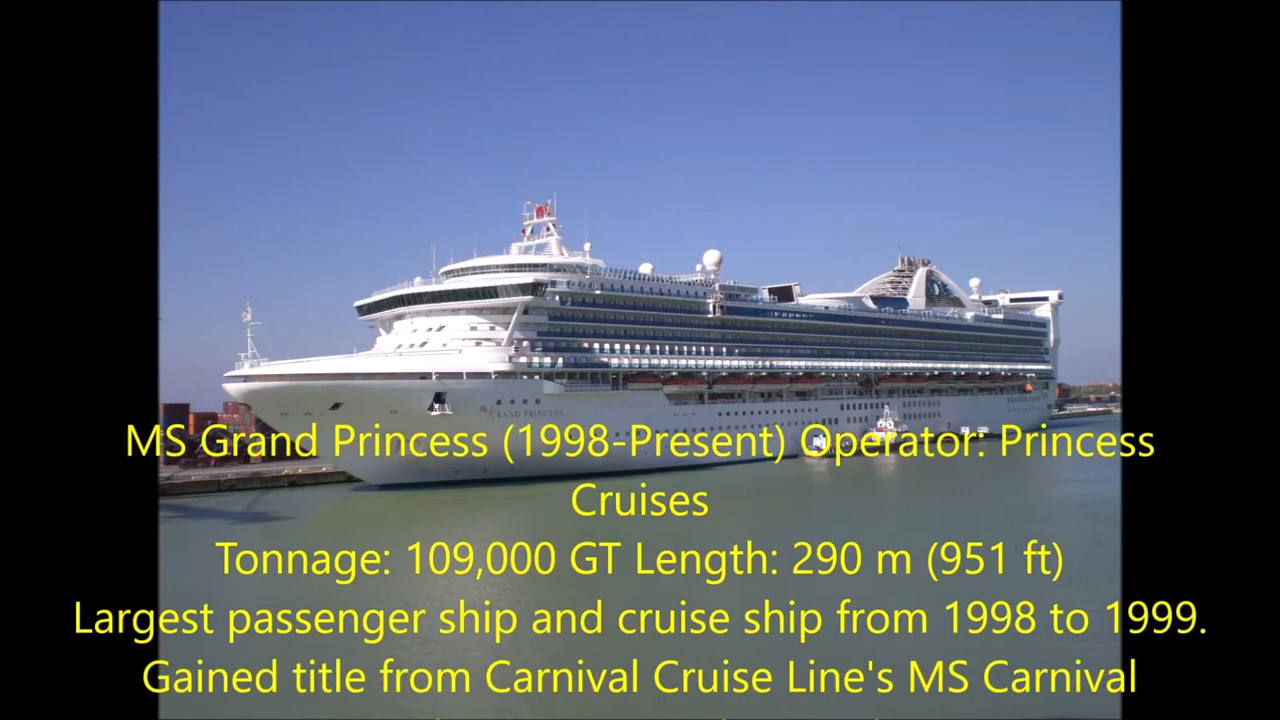 GRAND PRINCESS
MS Grand Princess (1998-Present) Operator: Princess
Cruises
Tonnage: 109,000 GT Length: 290 m (951 ft)
Largest passenger ship and cruise ship from 1998 to 1999.
Gained title from Carnival Cruise Line's MS Carnival